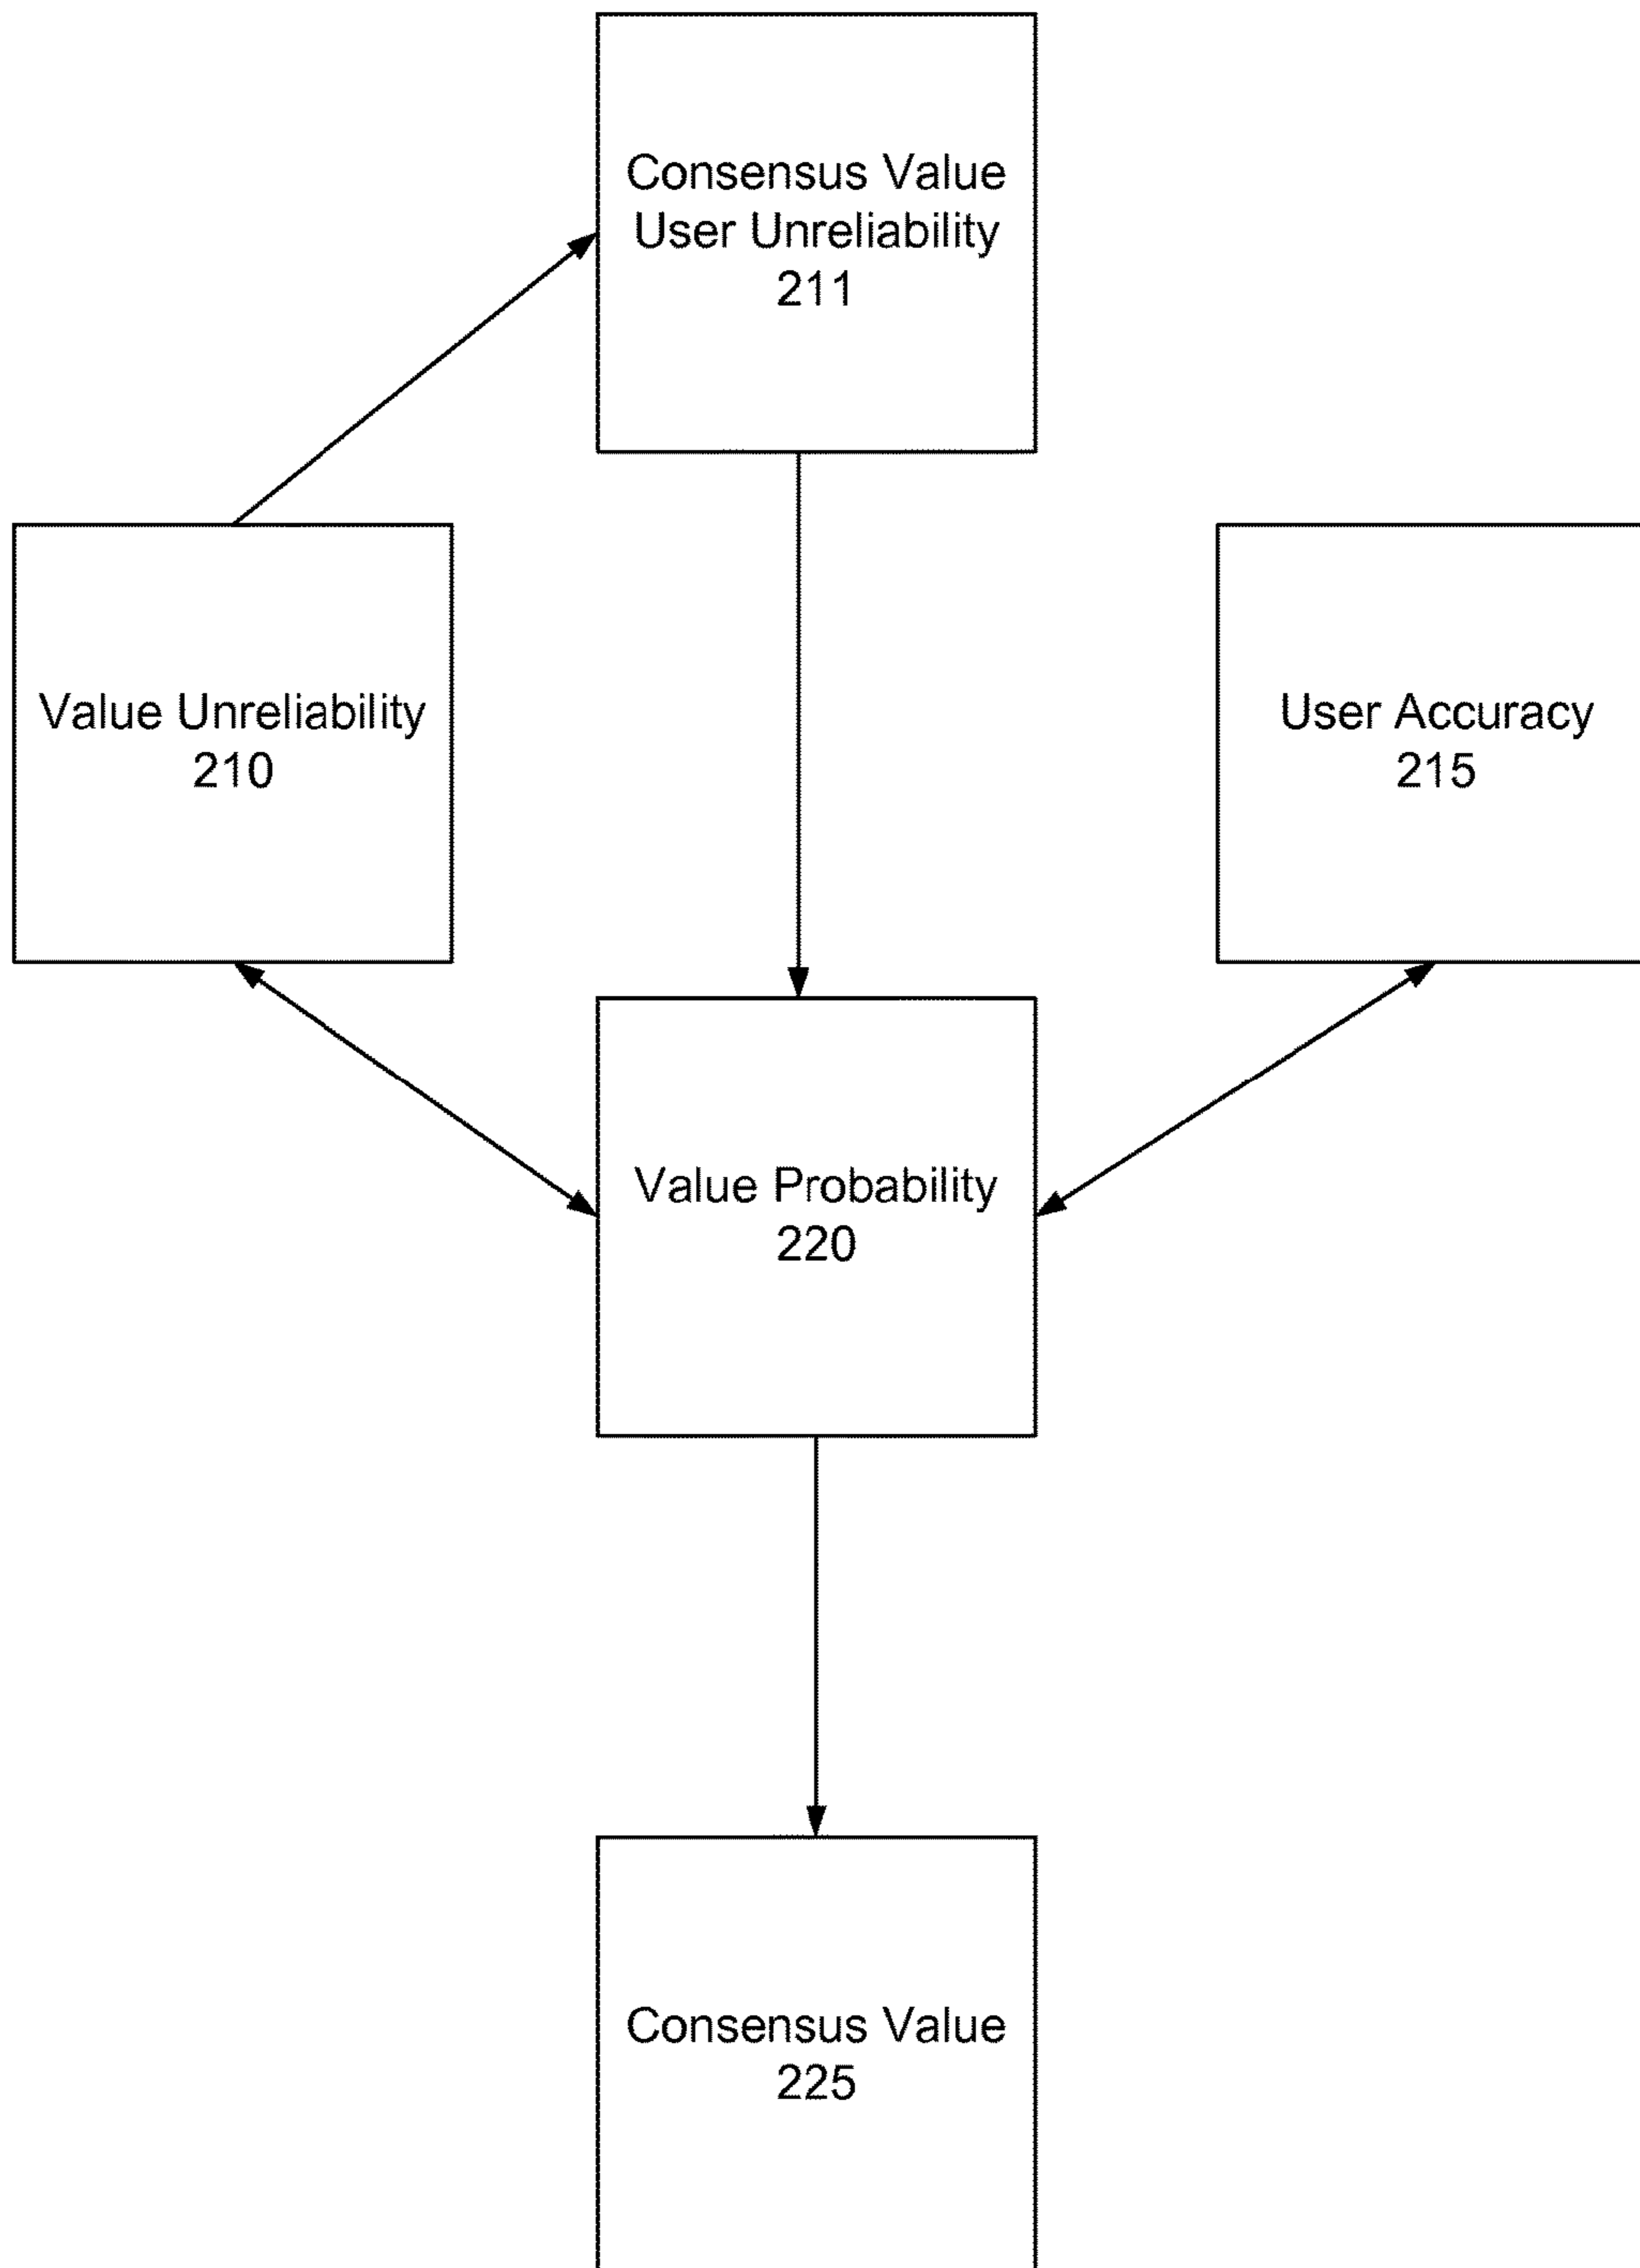 Consensus Value
User Unreliability
211
Value Unreliability
210
User Accuracy
215
Value Probability
220
Consensus Value
225